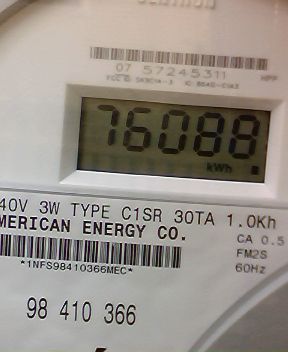 07 57245311 HPP
76088
kWh
40V 3W TYPE C1SR 30TA 1.0Kh
MERICAN ENERGY CO.
CA 0.5
*1NFS98410366MEC*
FM2S
60Hz
98 410 366